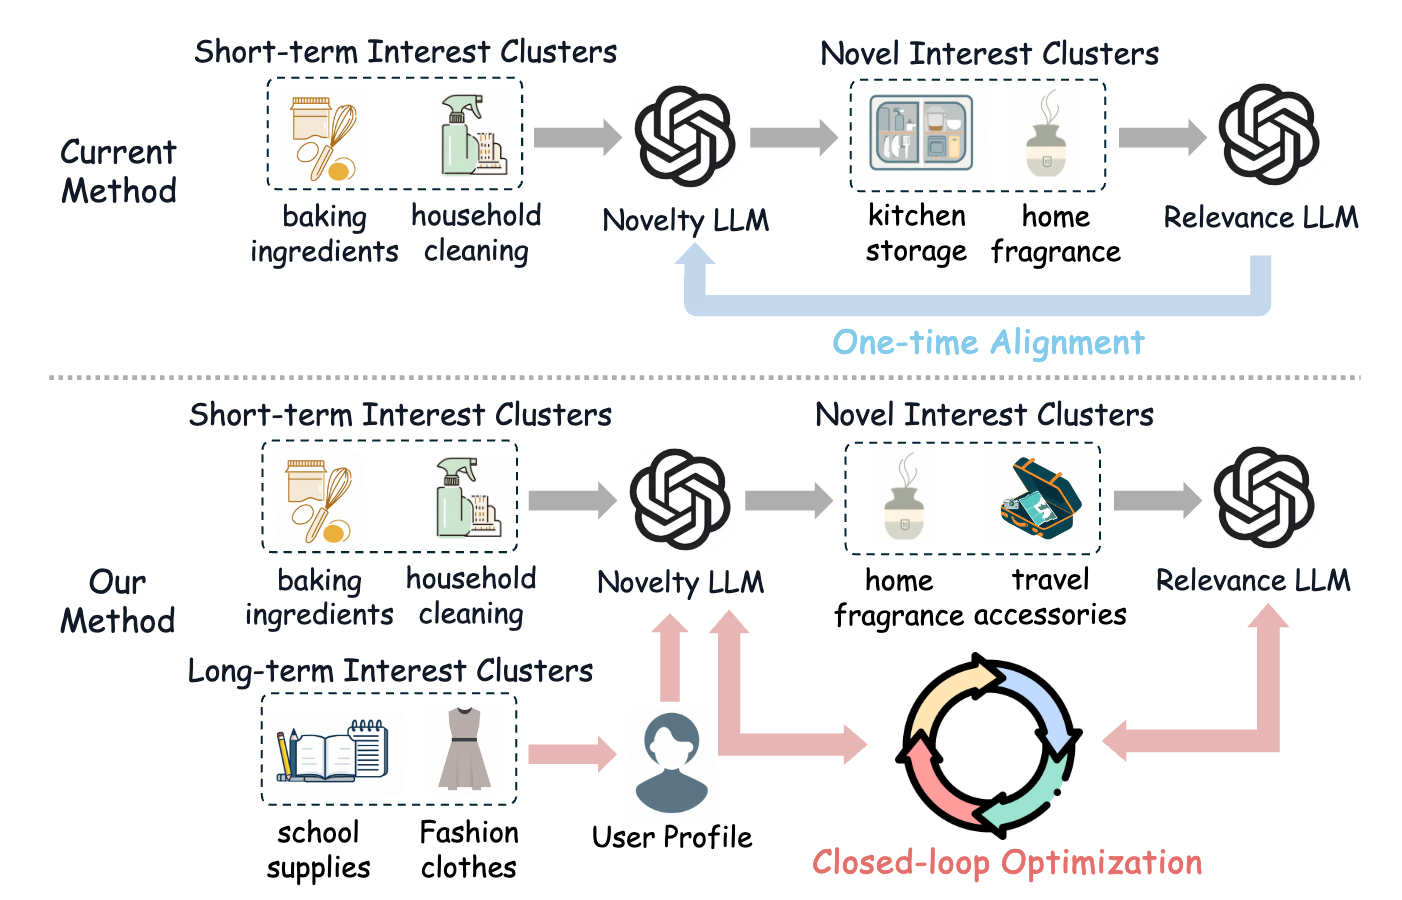 Short-term Interest Clusters
Novel Interest Clusters
Current
Method
baking
ingredients
household
cleaning
Novelty LLM
kitchen
storage
home
fragrance
Relevance LLM
One-time Alignment
Short-term Interest Clusters
Novel Interest Clusters
Our
Method
baking
ingredients
household
cleaning
Novelty LLM
home
fragrance
travel
accessories
Relevance LLM
Long-term Interest Clusters
school
supplies
Fashion
clothes
User Profile
Closed-loop Optimization